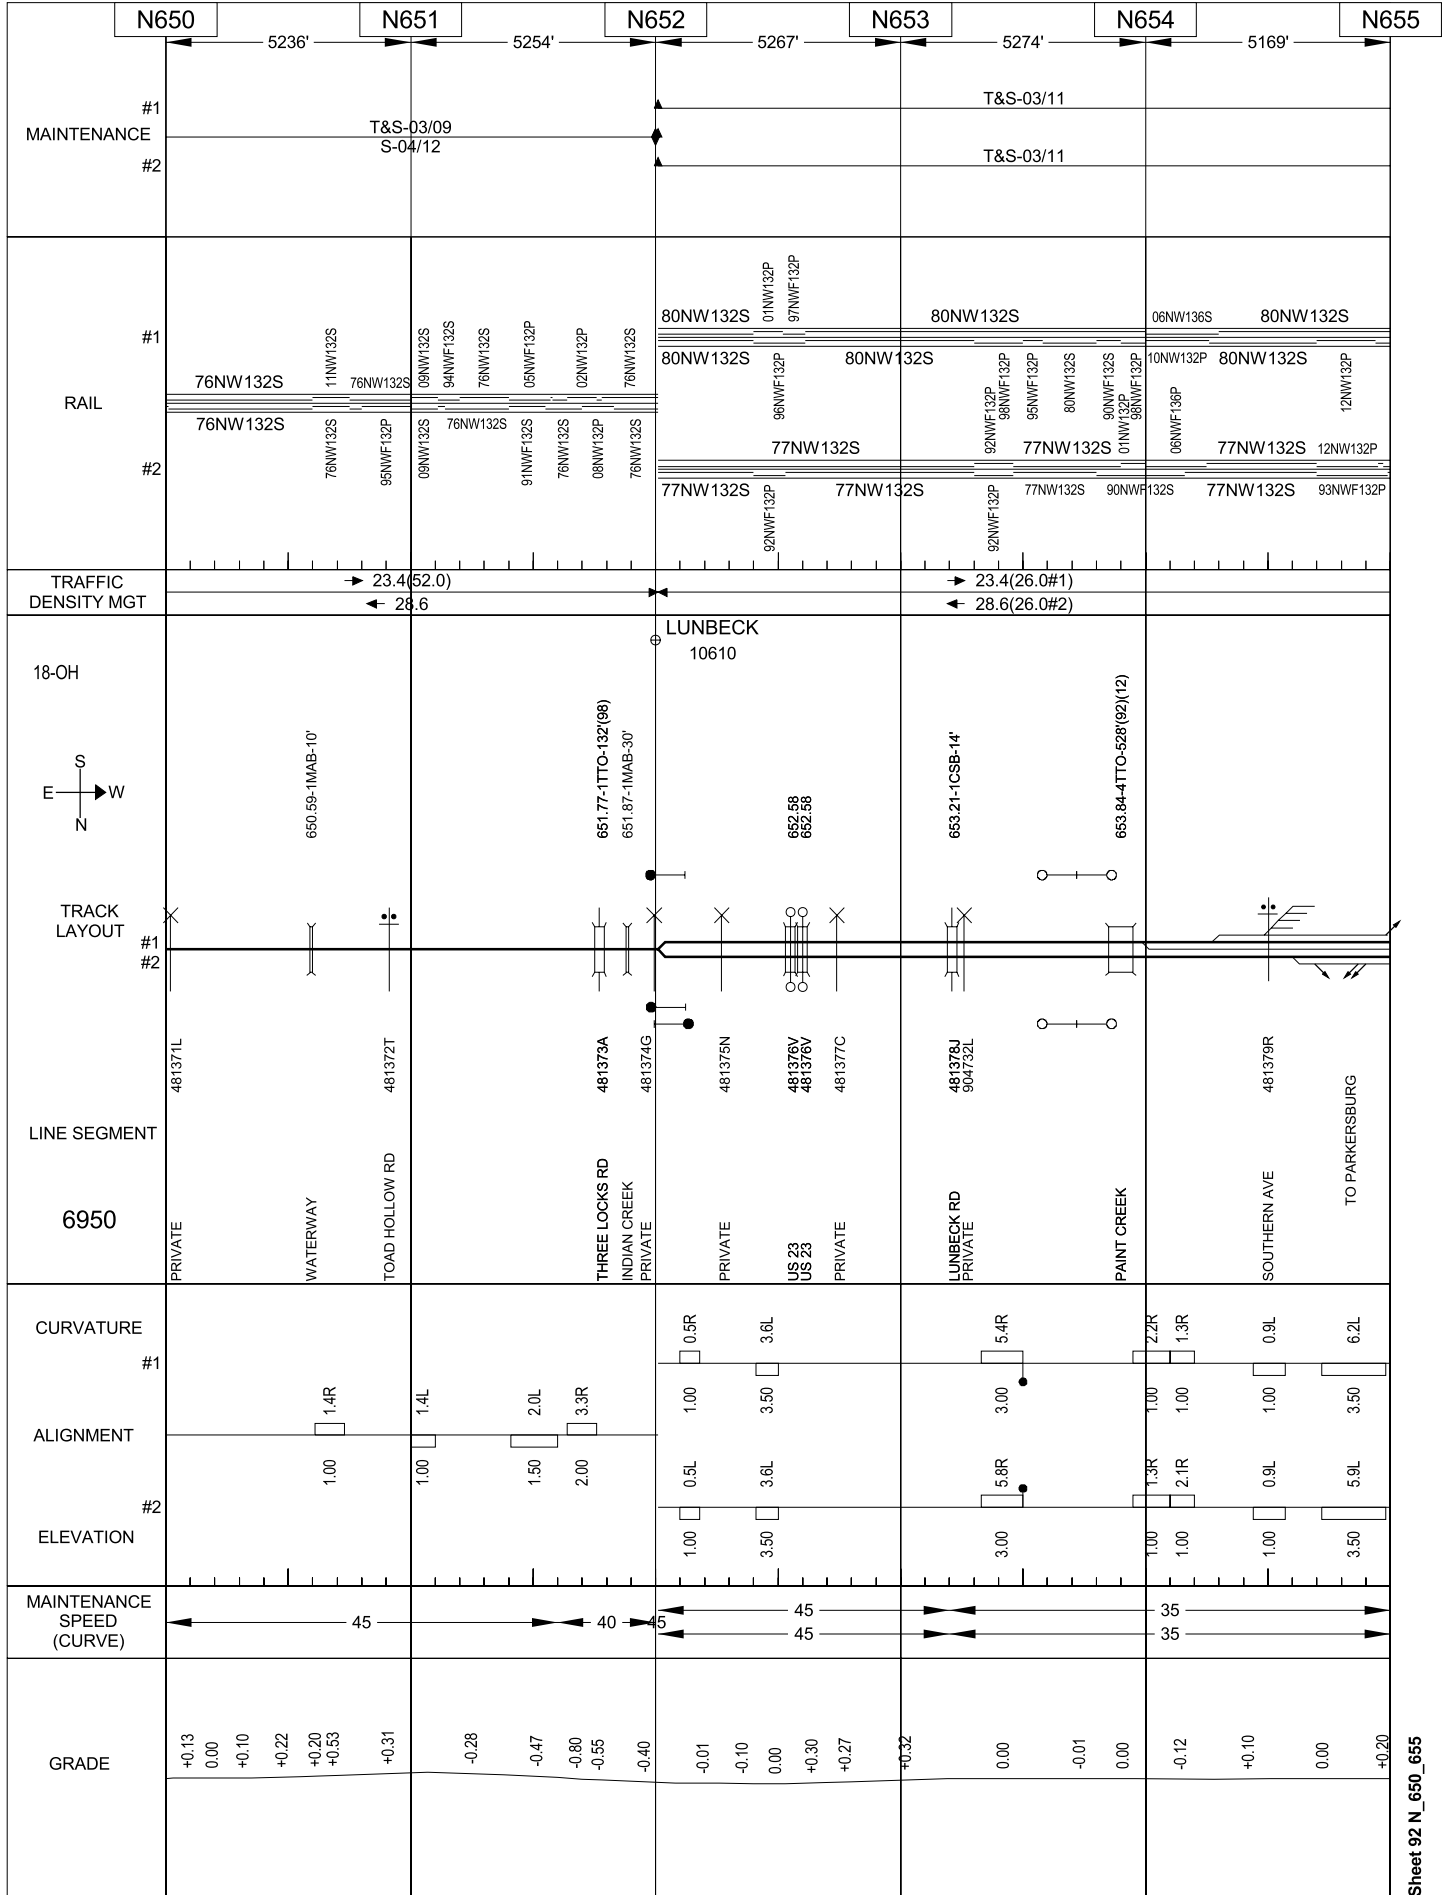 N650 N651 N652 N653 N654 N655
5236' 5254' 5267' 5274' 5169'
#1
MAINTENANCE
#2
T&S-03/09
S-04/12
T&S-03/11
T&S-03/11
#1
RAIL
#2
76NW132S
11NW132S
76NW132S
09NW132S
94NWF132S
76NW132S
05NWF132P
02NW132P
76NW132S
76NW132S
76NW132S
95NWF132P
09NW132S
76NW132S
91NWF132S
76NW132S
08NW132P
76NW132S
80NW132S
01NW132P
97NWF132P
80NW132S
06NW136S
80NW132S
80NW132S
96NWF132P
80NW132S
92NWF132P
98NWF132P
95NWF132P
80NW132S
90NWF132S
01NW132P
98NWF132P
10NW132P
06NWF136P
80NW132S
12NW132P
77NW132S
77NW132S
77NW132S
12NW132P
77NW132S
92NWF132P
77NW132S
92NWF132P
77NW132S
90NWF132S
77NW132S
93NWF132P
TRAFFIC
DENSITY MGT
23.4(52.0)
28.6
23.4(26.0#1)
28.6(26.0#2)
LUNBECK
10610
18-OH
S
E W
N
650.59-1MAB-10'
651.77-1TTO-132'(98)
651.87-1MAB-30'
652.58
652.58
653.21-1CSB-14'
653.84-4TTO-528'(92)(12)
TRACK
LAYOUT
#1
#2
481371L
481372T
481373A
481374G
481375N
481376V
481376V
481377C
481378J
904732L
481379R
TO PARKERSBURG
LINE SEGMENT
6950
PRIVATE
WATERWAY
TOAD HOLLOW RD
THREE LOCKS RD
INDIAN CREEK
PRIVATE
PRIVATE
US 23
US 23
PRIVATE
LUNBECK RD
PRIVATE
PAINT CREEK
SOUTHERN AVE
CURVATURE
#1
0.5R 3.6L 5.4R 2.2R 1.3R 0.9L 6.2L
1.00 3.50 3.00 1.00 1.00 1.00 3.50
ALIGNMENT
1.4R 1.4L 2.0L 3.3R
1.00 1.00 1.50 2.00
#2
0.5L 3.6L 5.8R 1.3R 2.1R 0.9L 5.9L
1.00 3.50 3.00 1.00 1.00 1.00 3.50
ELEVATION
MAINTENANCE
SPEED
(CURVE)
45 40 45
45 35
45 35
GRADE
+0.13 0.00 +0.10 +0.22 +0.20 +0.53 +0.31 -0.28 -0.47 -0.80 -0.55 -0.40 -0.01 -0.10 0.00 +0.30 +0.27 +0.32 0.00 -0.01 0.00 -0.12 +0.10 0.00 +0.20
Sheet 92 N_650_655